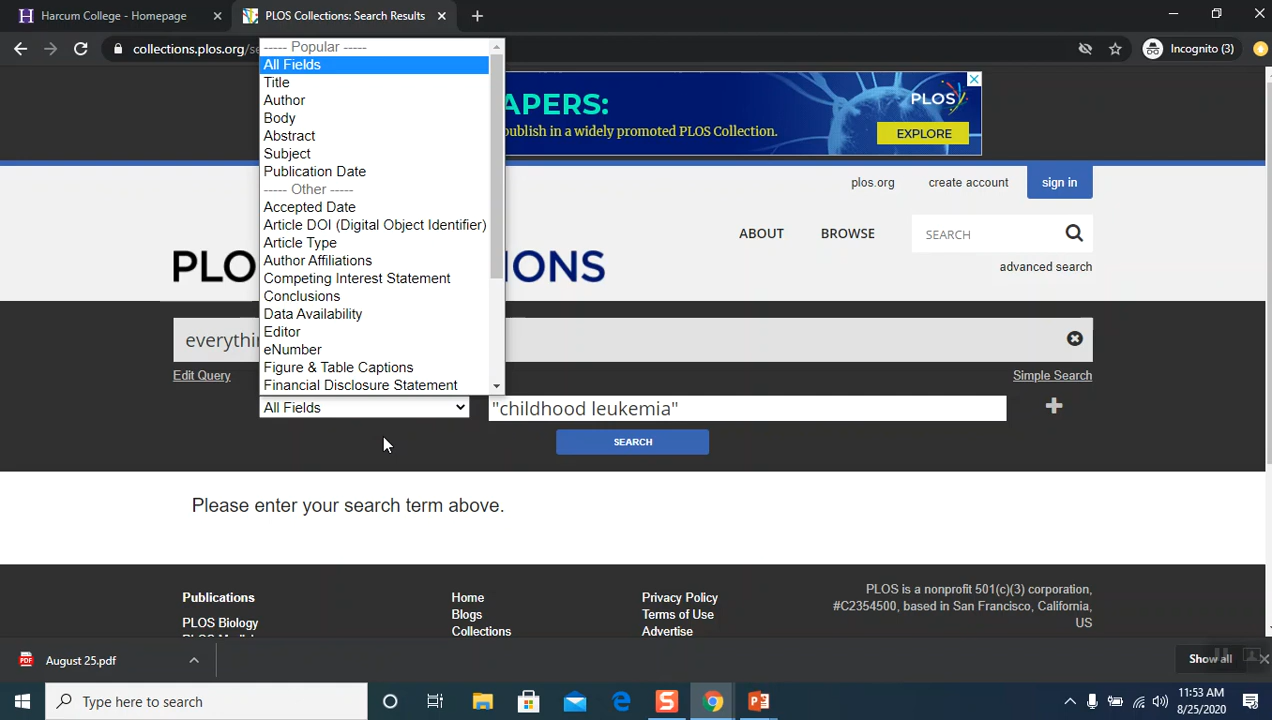 Harcum College - Homepage
PLOS Collections: Search Results
collections.plos.org/se
Incognito (3)
----- Popular -----
All Fields
Title
Author
Body
Abstract
Subject
Publication Date
----- Other -----
Accepted Date
Article DOI (Digital Object Identifier)
Article Type
Author Affiliations
Competing Interest Statement
Conclusions
Data Availability
Editor
eNumber
Figure & Table Captions
Financial Disclosure Statement
APERS:
publish in a widely promoted PLOS Collection.
PLOS
EXPLORE
plos.org
create account
sign in
ABOUT
BROWSE
SEARCH
advanced search
PLO
ONS
everythin
Edit Query
Simple Search
All Fields
"childhood leukemia"
SEARCH
Please enter your search term above.
Publications
PLOS Biology
Home
Blogs
Collections
Privacy Policy
Terms of Use
Advertise
PLOS is a nonprofit 501(c)(3) corporation,
#C2354500, based in San Francisco, California,
US
August 25.pdf
Show all
Type here to search
11:53 AM
8/25/2020